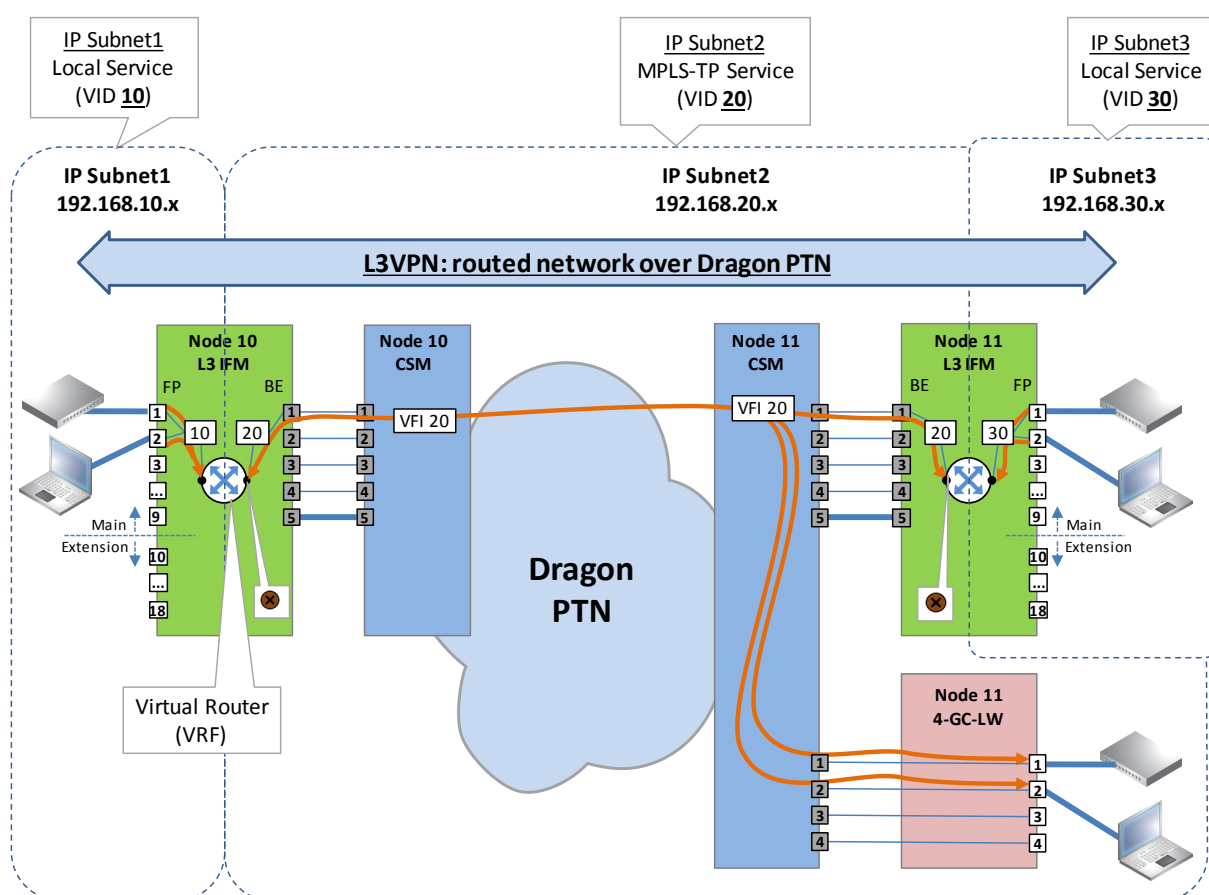 IP Subnet1
Local Service
(VID 10)
IP Subnet2
MPLS-TP Service
(VID 20)
IP Subnet3
Local Service
(VID 30)
IP Subnet1
192.168.10.x
IP Subnet2
192.168.20.x
IP Subnet3
192.168.30.x
L3VPN: routed network over Dragon PTN
Node 10
L3 IFM
FP
BE
1
2
3
...
9
10
...
18
10
20
Main
Extension
1
2
3
4
5
Node 10
CSM
VFI 20
1
2
3
4
5
Dragon
PTN
Node 11
CSM
VFI 20
1
2
3
4
5
Node 11
L3 IFM
BE
FP
1
2
3
4
5
20
30
1
2
3
...
9
10
...
18
Main
Extension
Virtual Router
(VRF)
Node 11
4-GC-LW
1
2
3
4
1
2
3
4